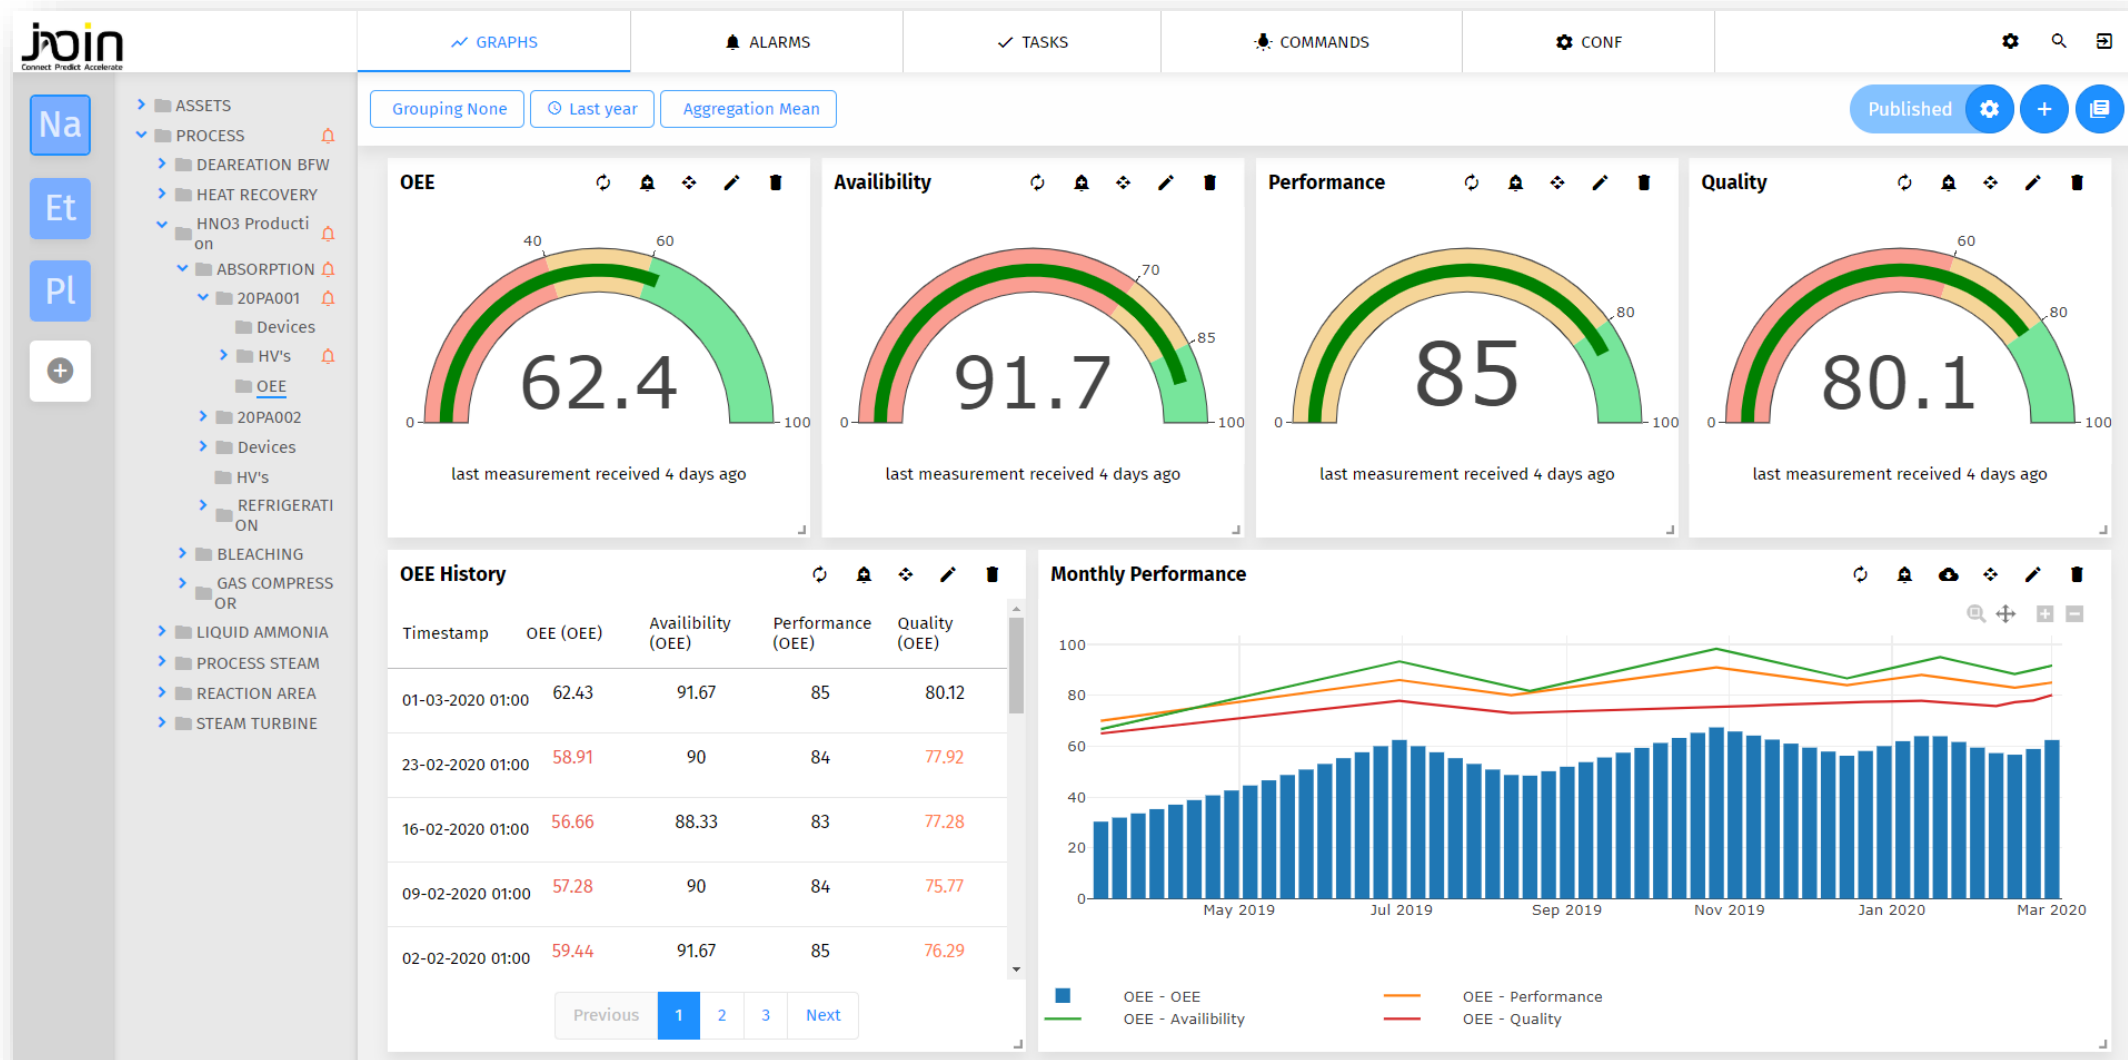 join
Connect Predict Accelerate
GRAPHS
ALARMS
TASKS
COMMANDS
CONF
Na
Et
Pl
ASSETS
PROCESS
DEAREATION BFW
HEAT RECOVERY
HNO3 Producti
on
ABSORPTION
20PA001
Devices
HV's
OEE
20PA002
Devices
HV's
REFRIGERATI
ON
BLEACHING
GAS COMPRESS
OR
LIQUID AMMONIA
PROCESS STEAM
REACTION AREA
STEAM TURBINE
Grouping None
Last year
Aggregation Mean
Published
OEE
0 40 60 100
62.4
last measurement received 4 days ago
Availibility
0 70 85 100
91.7
last measurement received 4 days ago
Performance
0 80 100
85
last measurement received 4 days ago
Quality
0 60 80 100
80.1
last measurement received 4 days ago
OEE History
Timestamp OEE (OEE) Availibility (OEE) Performance (OEE) Quality (OEE)
01-03-2020 01:00 62.43 91.67 85 80.12
23-02-2020 01:00 58.91 90 84 77.92
16-02-2020 01:00 56.66 88.33 83 77.28
09-02-2020 01:00 57.28 90 84 75.77
02-02-2020 01:00 59.44 91.67 85 76.29
Previous 1 2 3 Next
Monthly Performance
100
80
60
40
20
0
May 2019 Jul 2019 Sep 2019 Nov 2019 Jan 2020 Mar 2020
OEE - OEE
OEE - Performance
OEE - Availibility
OEE - Quality